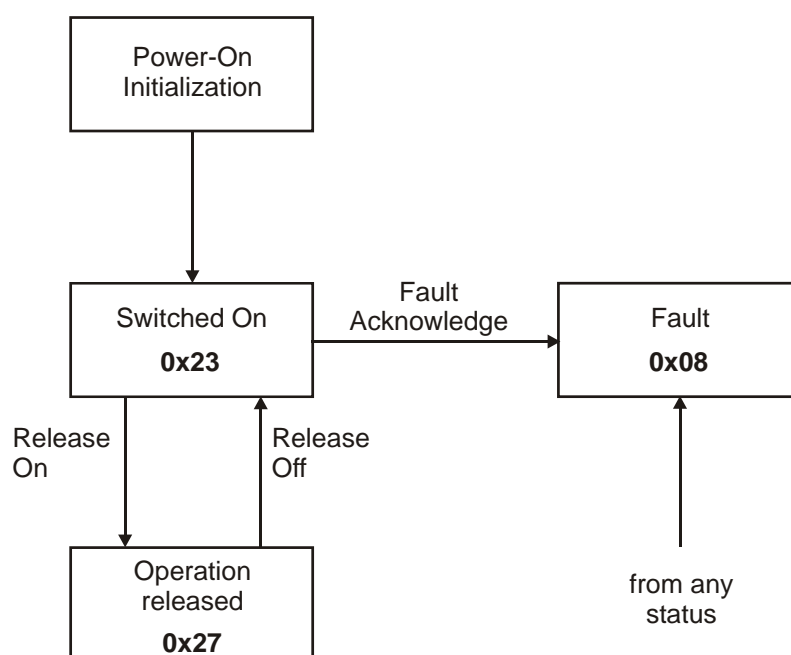 Power-On
Initialization
Switched On
0x23
Fault
Acknowledge
Fault
0x08
Release
On
Release
Off
Operation
released
0x27
from any
status